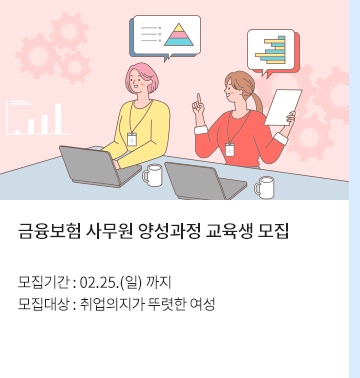 금융보험 사무원 양성과정 교육생 모집
모집기간 : 02.25.(일) 까지
모집대상 : 취업의지가 뚜렷한 여성